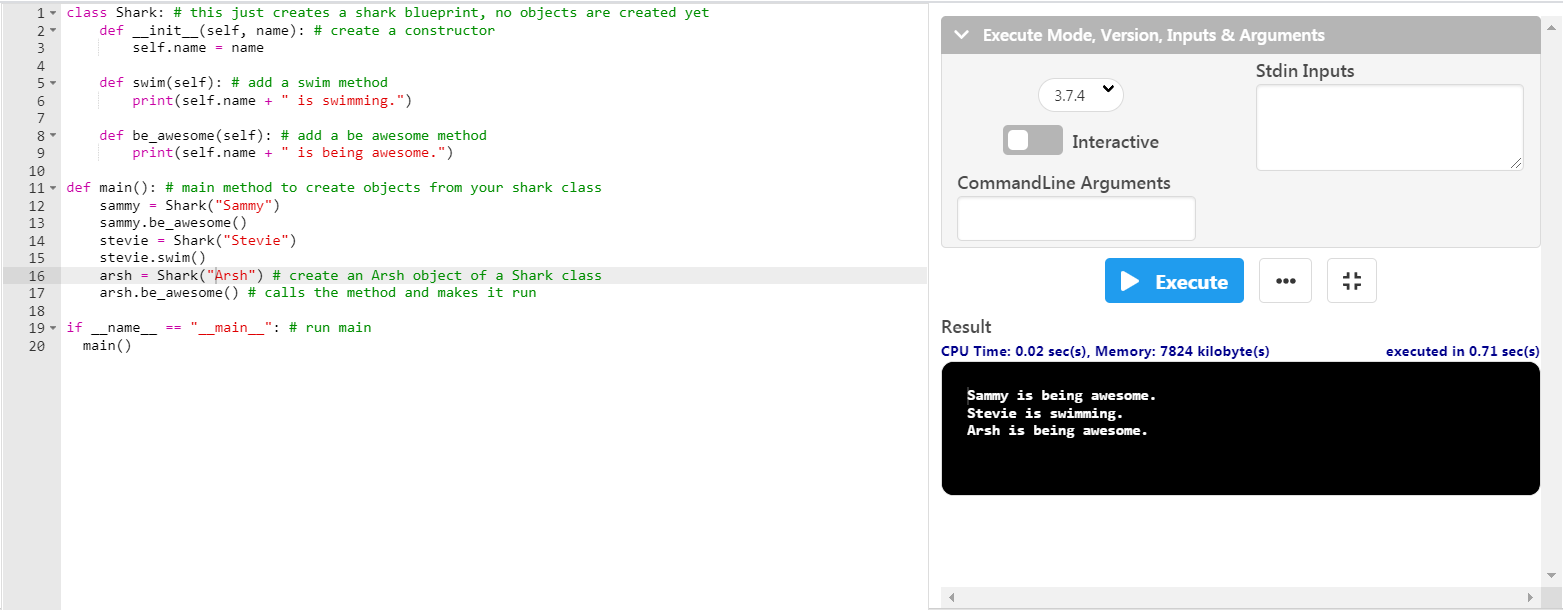 1 class Shark: # this just creates a shark blueprint, no objects are created yet
2     def __init__(self, name): # create a constructor
3         self.name = name
4
5     def swim(self): # add a swim method
6         print(self.name + " is swimming.")
7
8     def be_awesome(self): # add a be awesome method
9         print(self.name + " is being awesome.")
10
11 def main(): # main method to create objects from your shark class
12     sammy = Shark("Sammy")
13     sammy.be_awesome()
14     stevie = Shark("Stevie")
15     stevie.swim()
16     arsh = Shark("Arsh") # create an Arsh object of a Shark class
17     arsh.be_awesome() # calls the method and makes it run
18
19 if __name__ == "__main__": # run main
20   main()
Execute Mode, Version, Inputs & Arguments
3.7.4
Interactive
Stdin Inputs
CommandLine Arguments
Execute
Result
CPU Time: 0.02 sec(s), Memory: 7824 kilobyte(s)
executed in 0.71 sec(s)
Sammy is being awesome.
Stevie is swimming.
Arsh is being awesome.